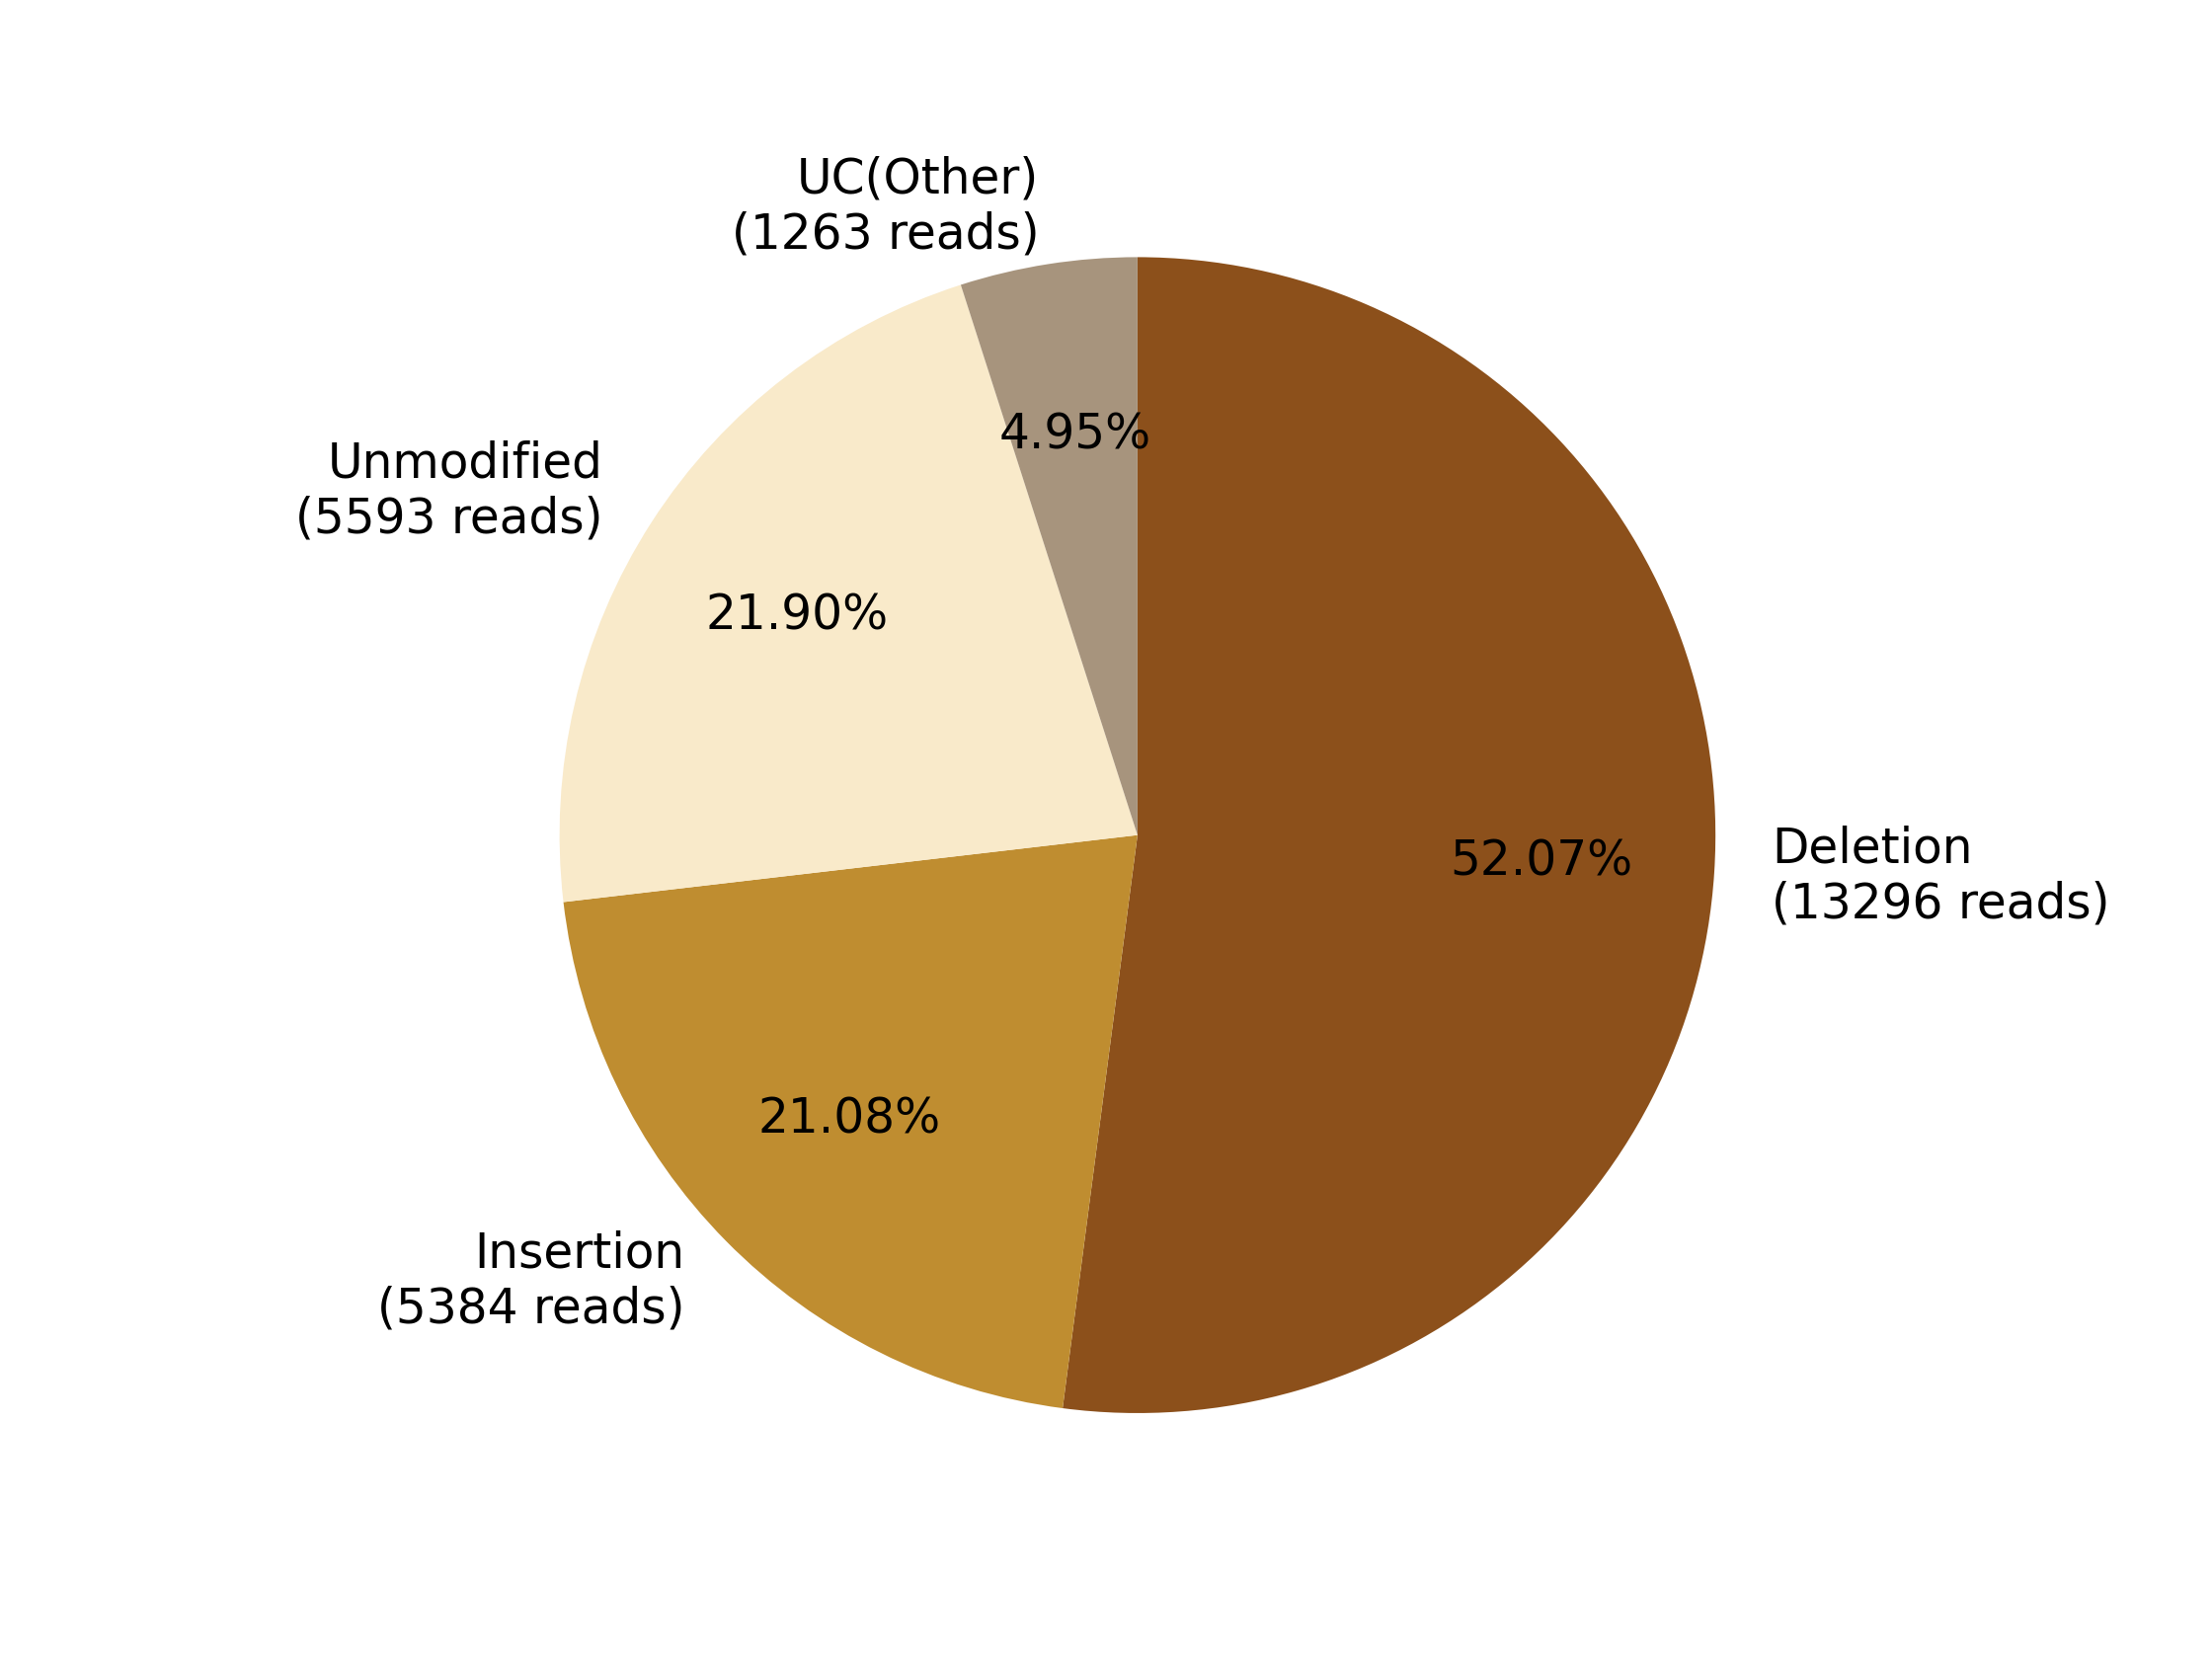 UC(Other)
(1263 reads)
4.95%
Unmodified
(5593 reads)
21.90%
52.07%
Deletion
(13296 reads)
21.08%
Insertion
(5384 reads)